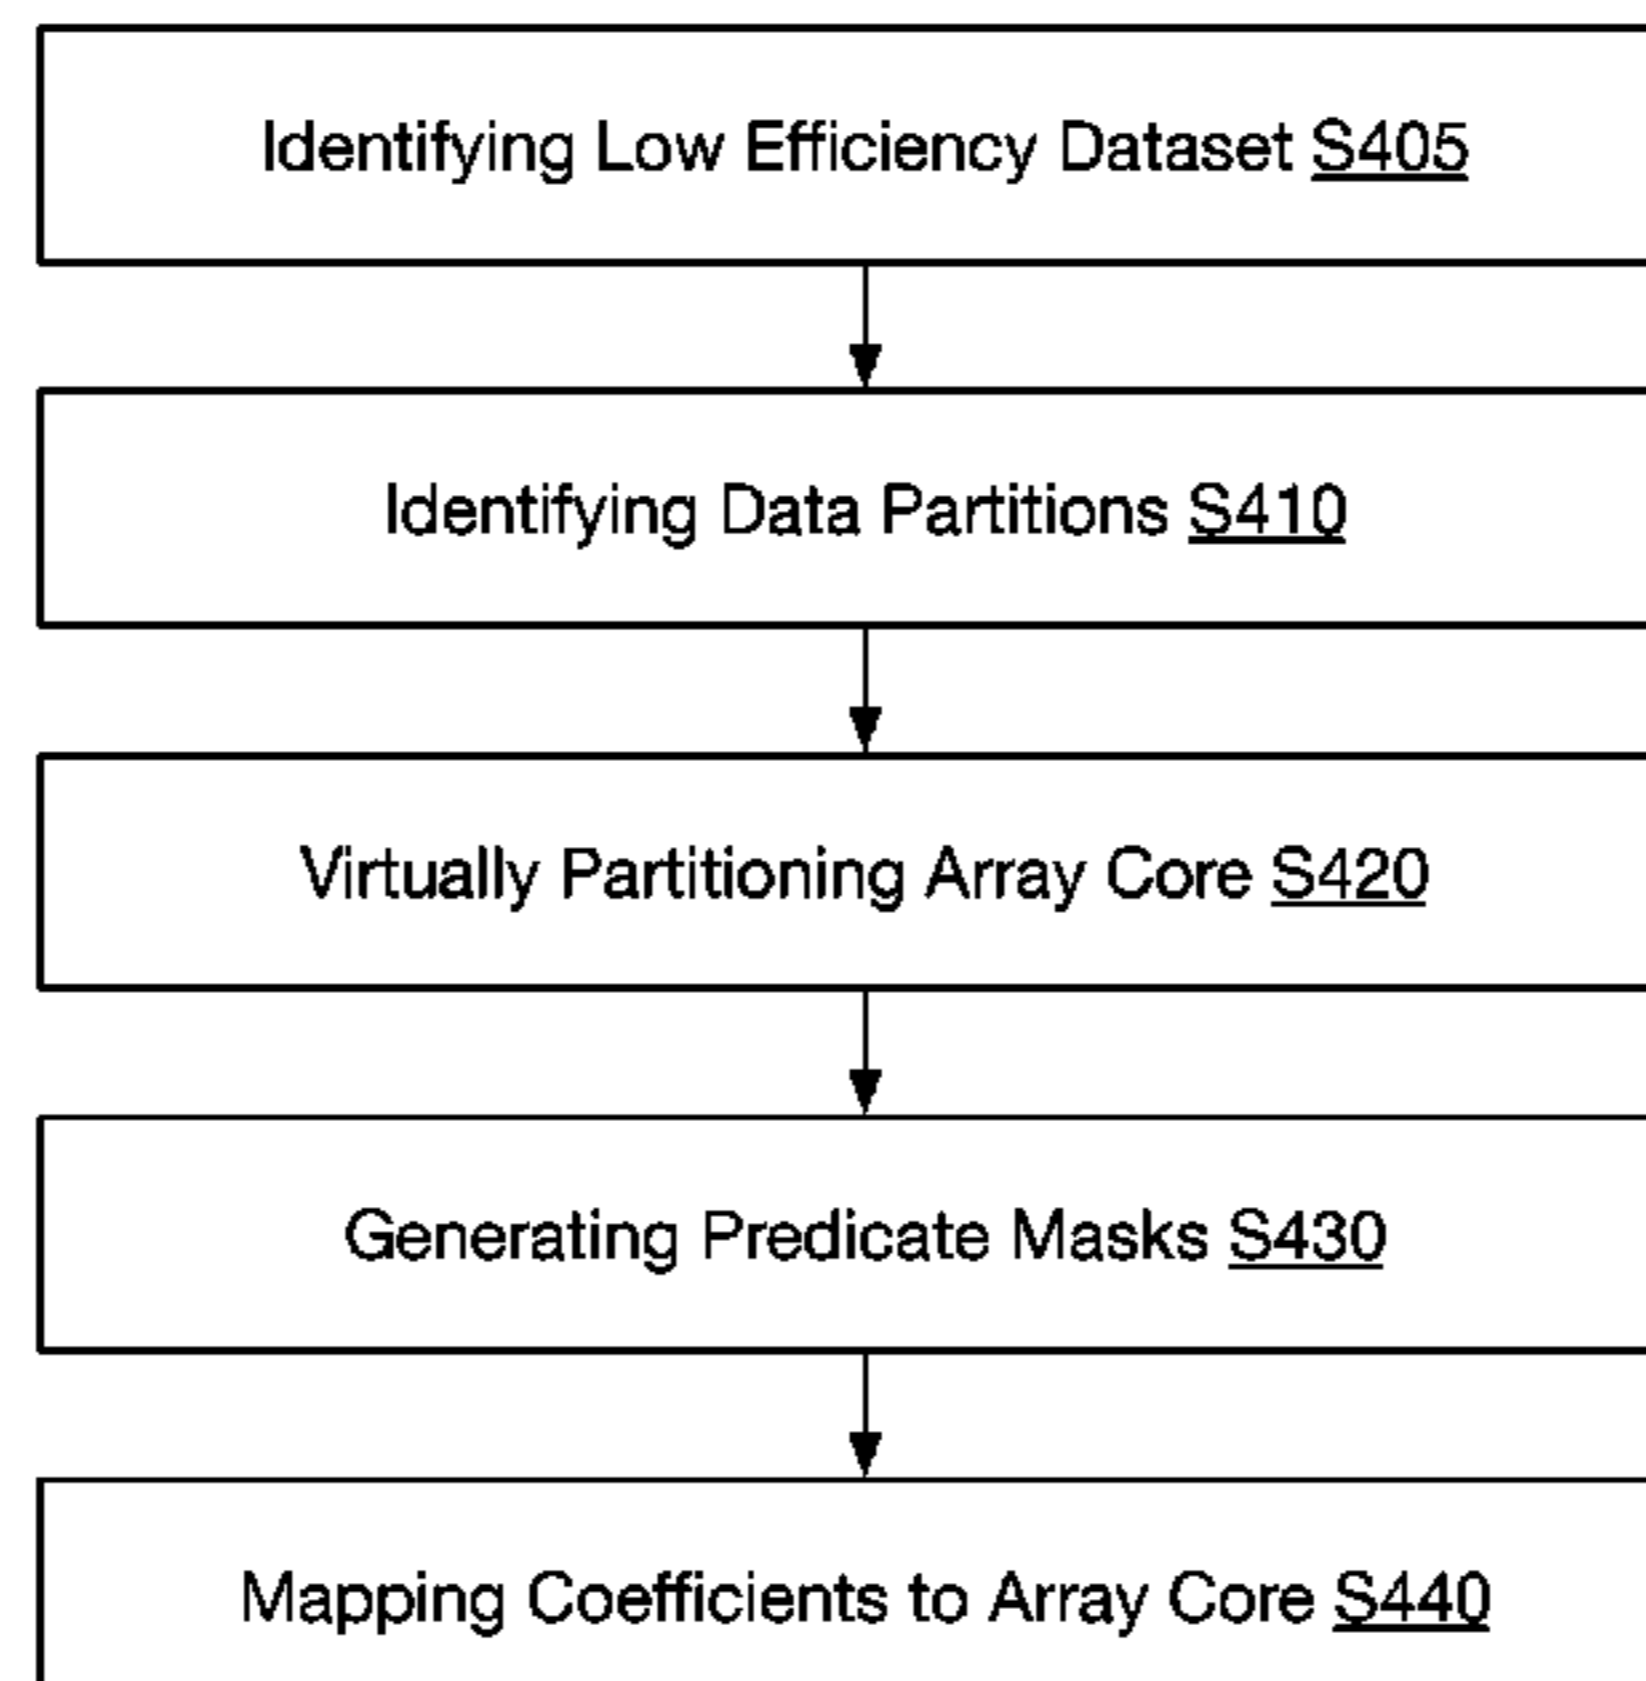 Identifying Low Efficiency Dataset S405
Identifying Data Partitions S410
Virtually Partitioning Array Core S420
Generating Predicate Masks S430
Mapping Coefficients to Array Core S440